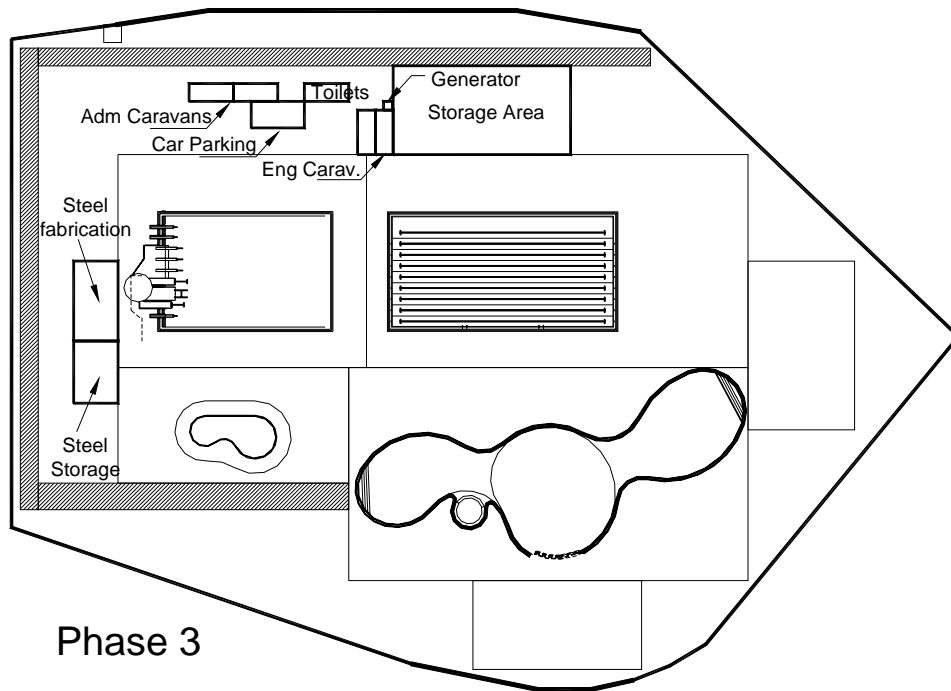 Generator
Toilets
Storage Area
Adm Caravans
Car Parking
Eng Carav.
Steel
fabrication
Steel
Storage
Phase 3